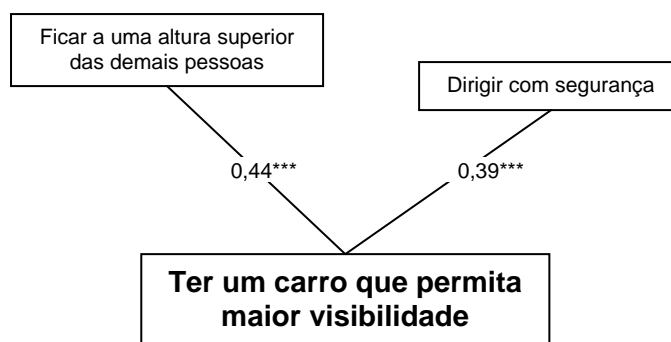 Ficar a uma altura superior
das demais pessoas
Dirigir com segurança
0,44***
0,39***
Ter um carro que permita
maior visibilidade